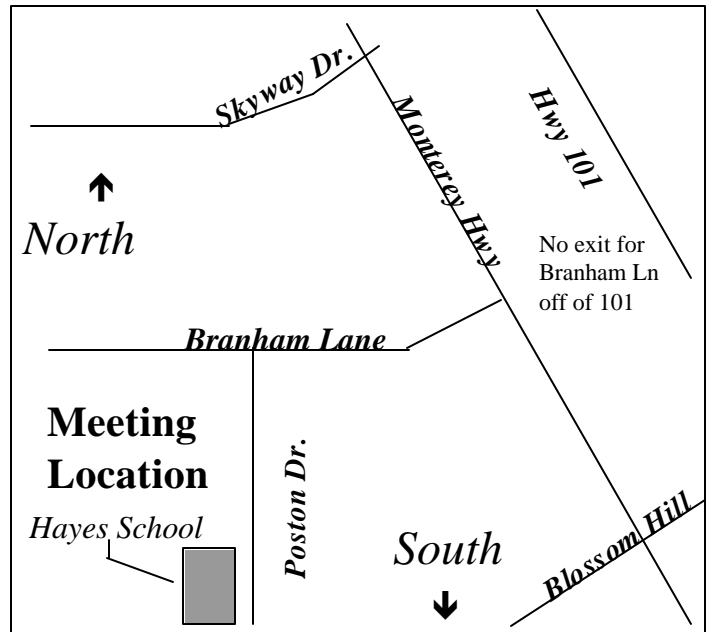 Skyway Dr.
Monterey Hwy
Hwy 101
North
No exit for
Branham Ln
off of 101
Branham Lane
Meeting
Location
Hayes School
Poston Dr.
South
Blossom Hill